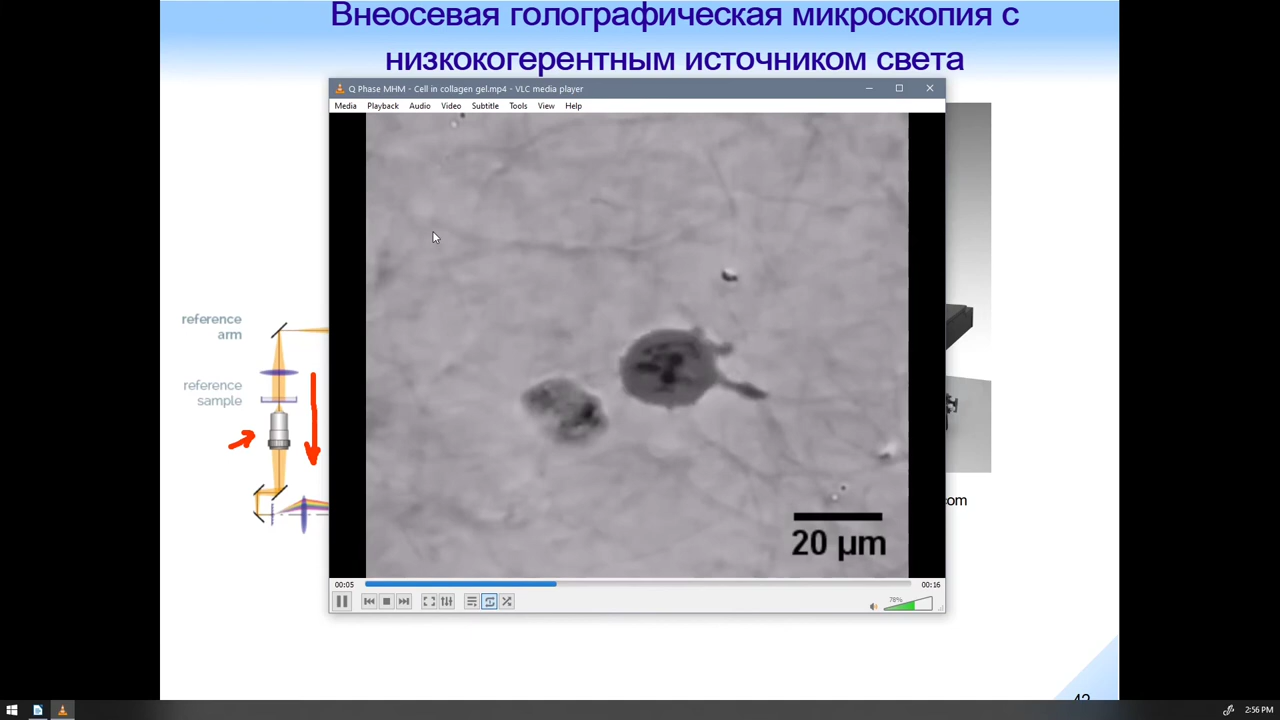 Внеосевая голографическая микроскопия с
низкокогерентным источником света
Q Phase MHM - Cell in collagen gel.mp4 - VLC media player
Media Playback Audio Video Subtitle Tools View Help
reference
arm
reference
sample
com
20 µm
00:05
00:16
78%
2:56 PM